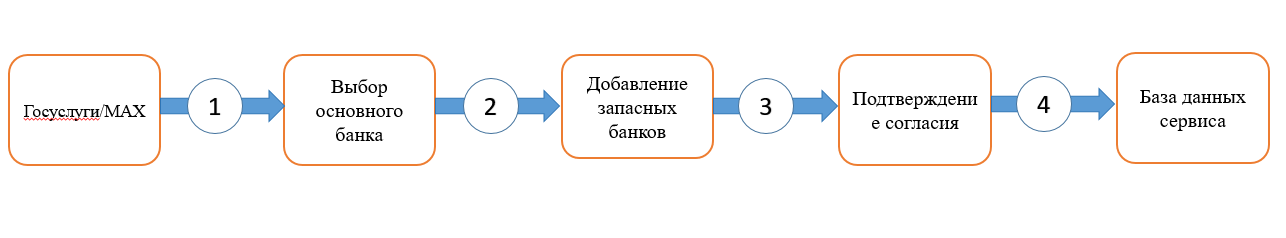 Госуслуги/MAX
1
Выбор
основного
банка
2
Добавление
запасных
банков
3
Подтверждени
е согласия
4
База данных
сервиса